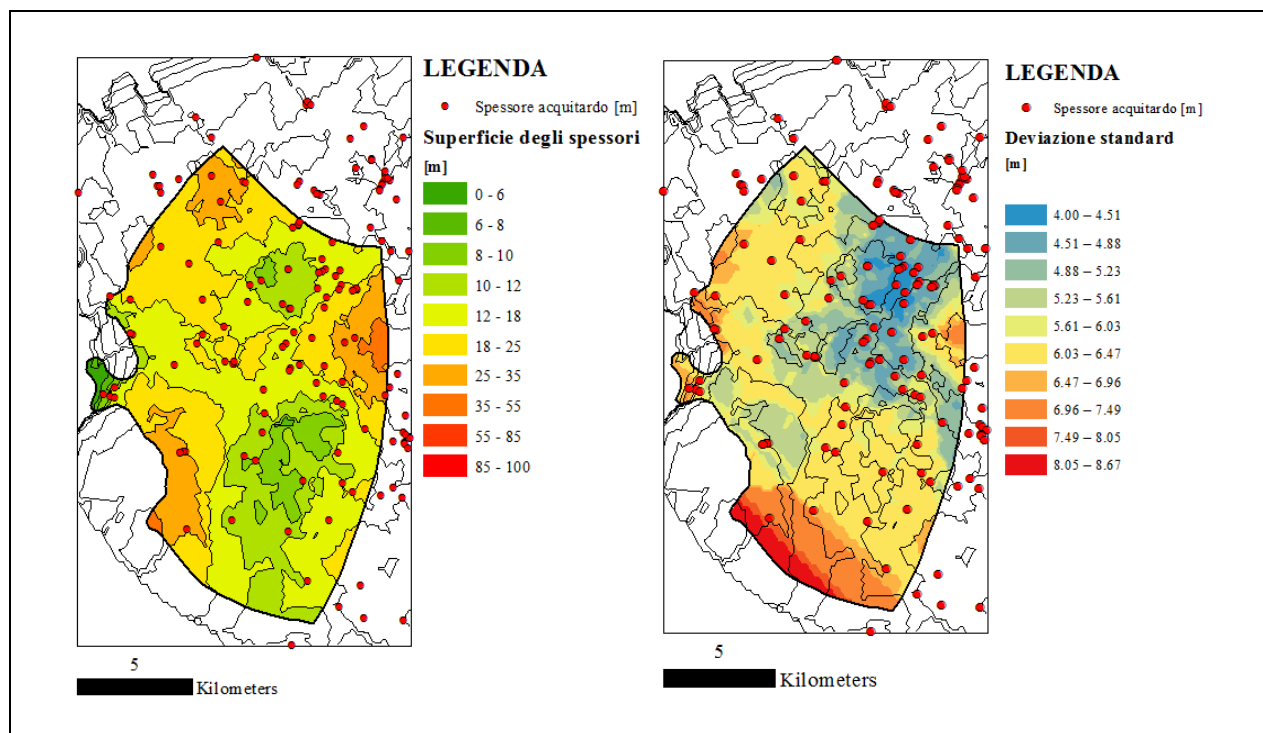 LEGENDA
Spessore acquitardo [m]
Superficie degli spessori
[m]
0 - 6
6 - 8
8 - 10
10 - 12
12 - 18
18 - 25
25 - 35
35 - 55
55 - 85
85 - 100
5
Kilometers
LEGENDA
Spessore acquitardo [m]
Deviazione standard
[m]
4.00 – 4.51
4.51 – 4.88
4.88 – 5.23
5.23 – 5.61
5.61 – 6.03
6.03 – 6.47
6.47 – 6.96
6.96 – 7.49
7.49 – 8.05
8.05 – 8.67
5
Kilometers